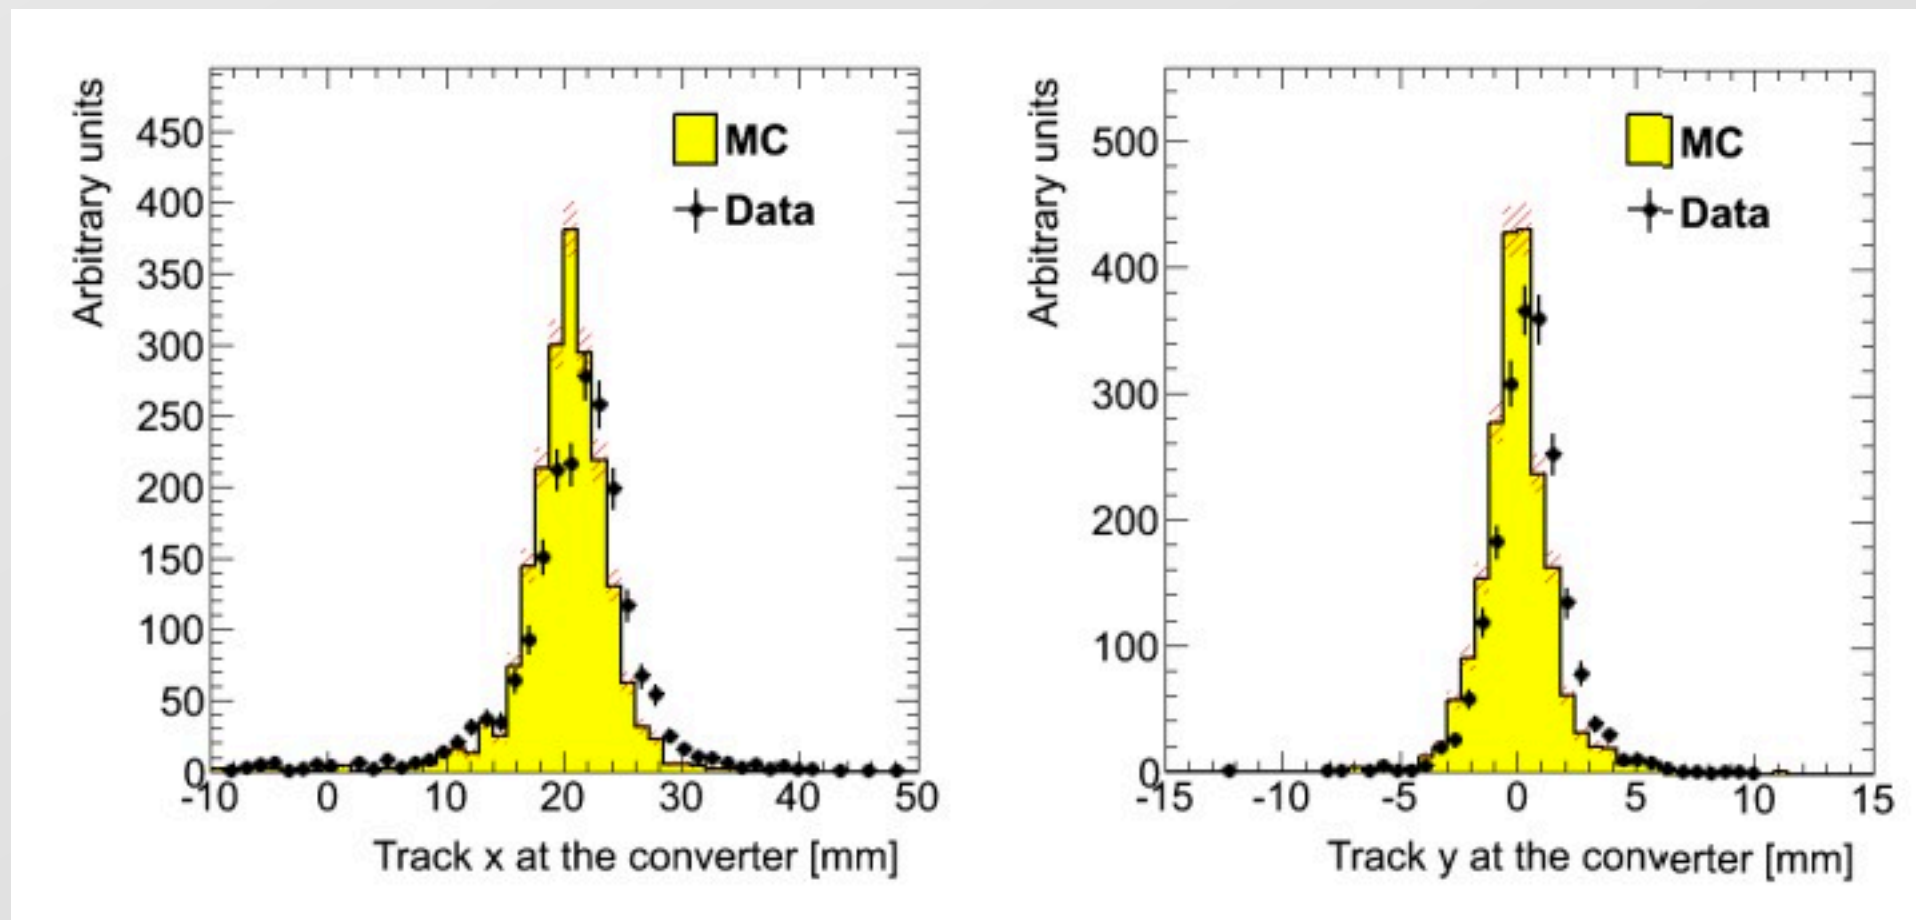 Arbitrary units
450
400
350
300
250
200
150
100
50
0
-10 0 10 20 30 40 50
MC
Data
Track x at the converter [mm]
Arbitrary units
500
400
300
200
100
0
-15 -10 -5 0 5 10 15
MC
Data
Track y at the converter [mm]